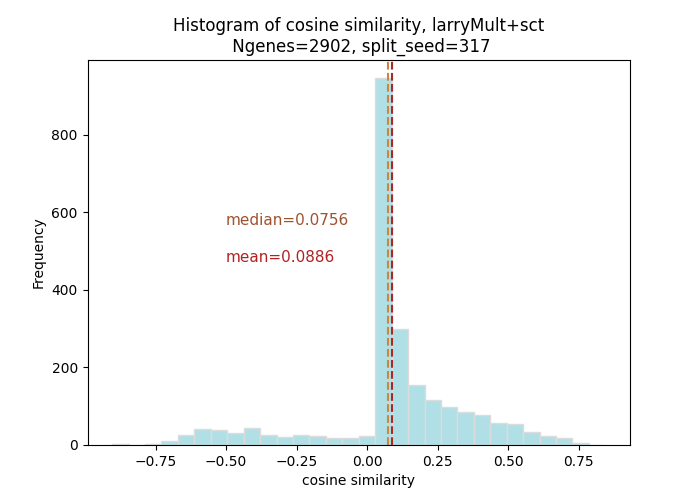 Histogram of cosine similarity, larryMult+sct
Ngenes=2902, split_seed=317
Frequency
800
600
400
200
0
median=0.0756
mean=0.0886
−0.75 −0.50 −0.25 0.00 0.25 0.50 0.75
cosine similarity